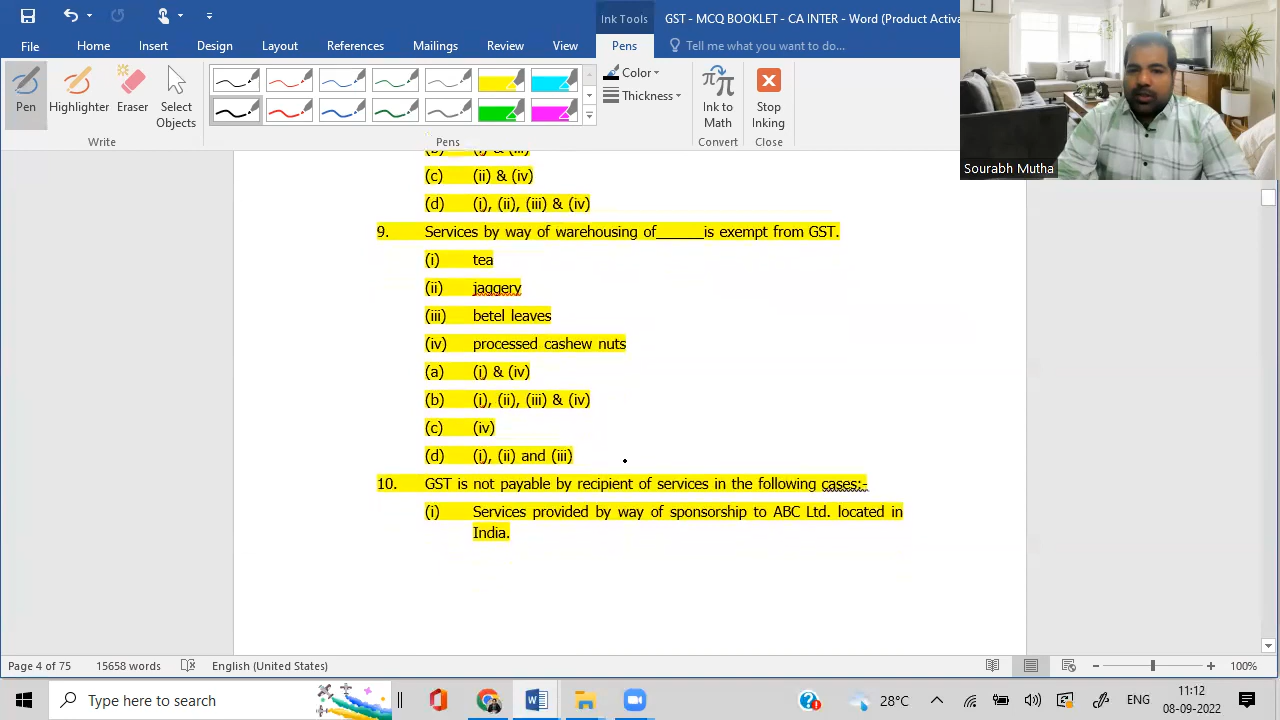 Ink Tools
GST - MCQ BOOKLET - CA INTER - Word (Product Activa
File
Home
Insert
Design
Layout
References
Mailings
Review
View
Pens
Tell me what you want to do...
Pen
Highlighter
Eraser
Select Objects
Color
Thickness
Ink to Math
Stop Inking
Write
Pens
Convert
Close
Sourabh Mutha
(b) (i) & (iii)
(c) (ii) & (iv)
(d) (i), (ii), (iii) & (iv)
9. Services by way of warehousing of______is exempt from GST.
(i) tea
(ii) jaggery
(iii) betel leaves
(iv) processed cashew nuts
(a) (i) & (iv)
(b) (i), (ii), (iii) & (iv)
(c) (iv)
(d) (i), (ii) and (iii)
10. GST is not payable by recipient of services in the following cases:-
(i) Services provided by way of sponsorship to ABC Ltd. located in
India.
Page 4 of 75
15658 words
English (United States)
100%
Type here to search
28°C
ENG
11:12
08-09-2022